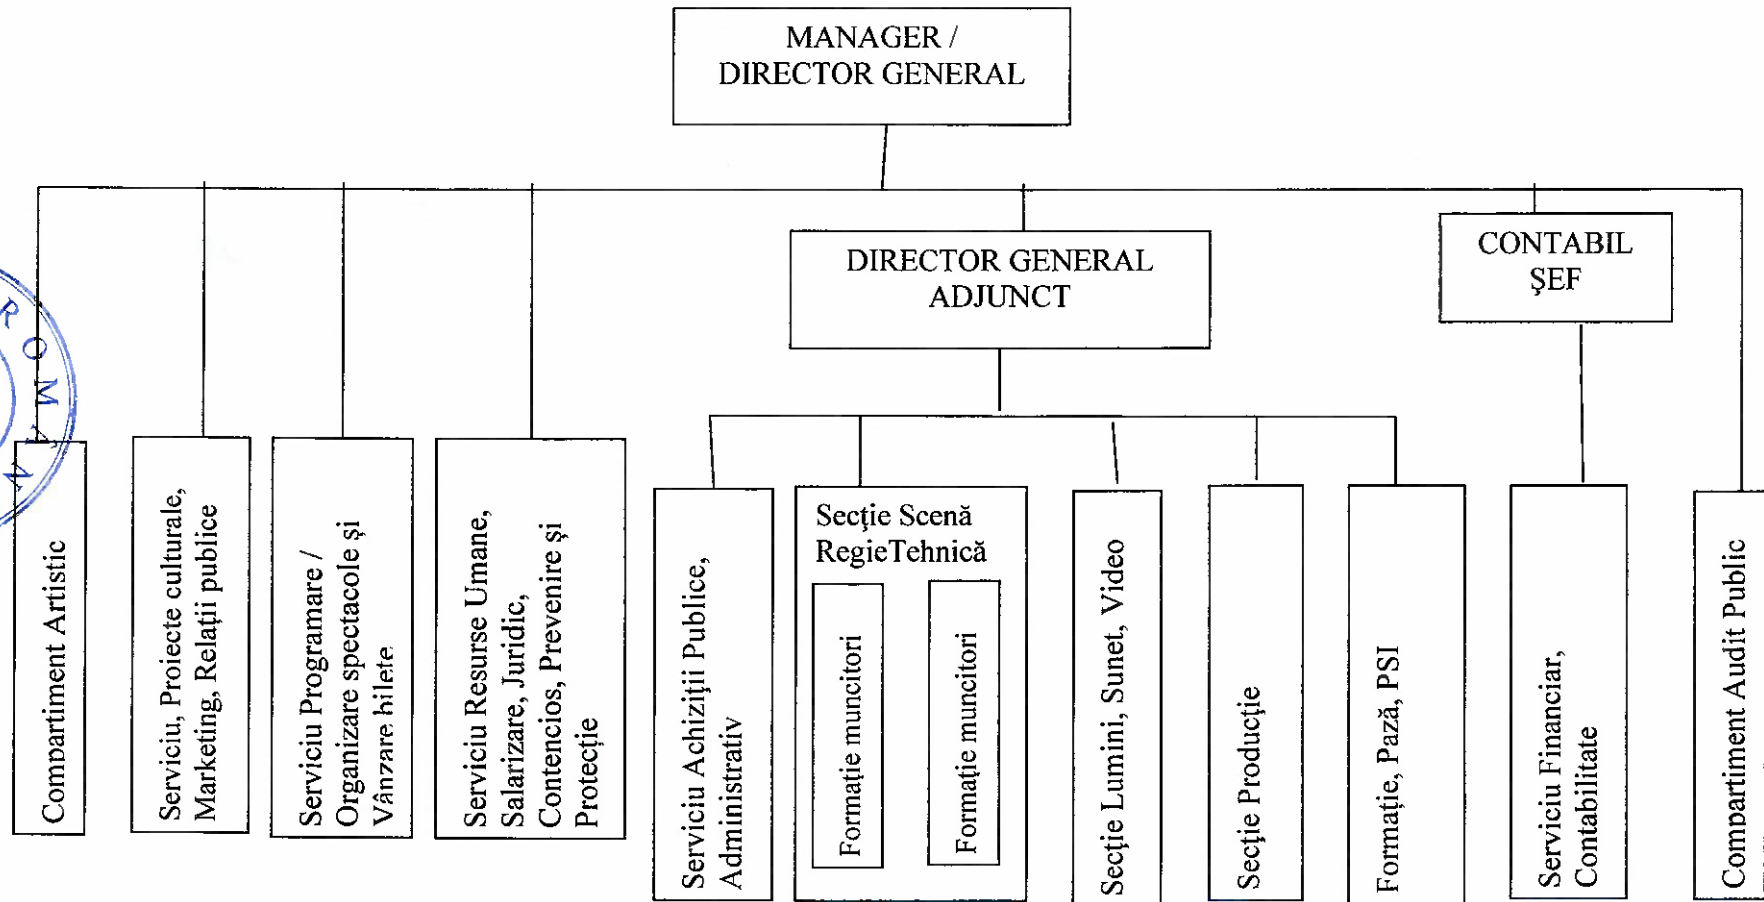 MANAGER /
DIRECTOR GENERAL
DIRECTOR GENERAL
ADJUNCT
CONTABIL
ŞEF
ROMÂN
Compartiment Artistic
Serviciu, Proiecte culturale,
Marketing, Relaţii publice
Serviciu Programare /
Organizare spectacole şi
Vânzare bilete
Serviciu Resurse Umane,
Salarizare, Juridic,
Contencios, Prevenire şi
Protecţie
Serviciu Achiziţii Publice,
Administrativ
Secţie Scenă
RegieTehnică
Formaţie muncitori
Formaţie muncitori
Secţie Lumini, Sunet, Video
Secţie Producţie
Formaţie, Pază, PSI
Serviciu Financiar,
Contabilitate
Compartiment Audit Public